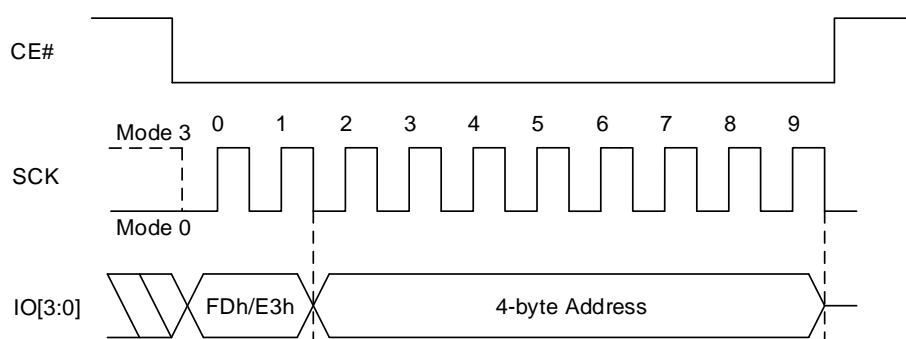 CE#
Mode 3 0 1 2 3 4 5 6 7 8 9
SCK
Mode 0
IO[3:0] FDh/E3h 4-byte Address